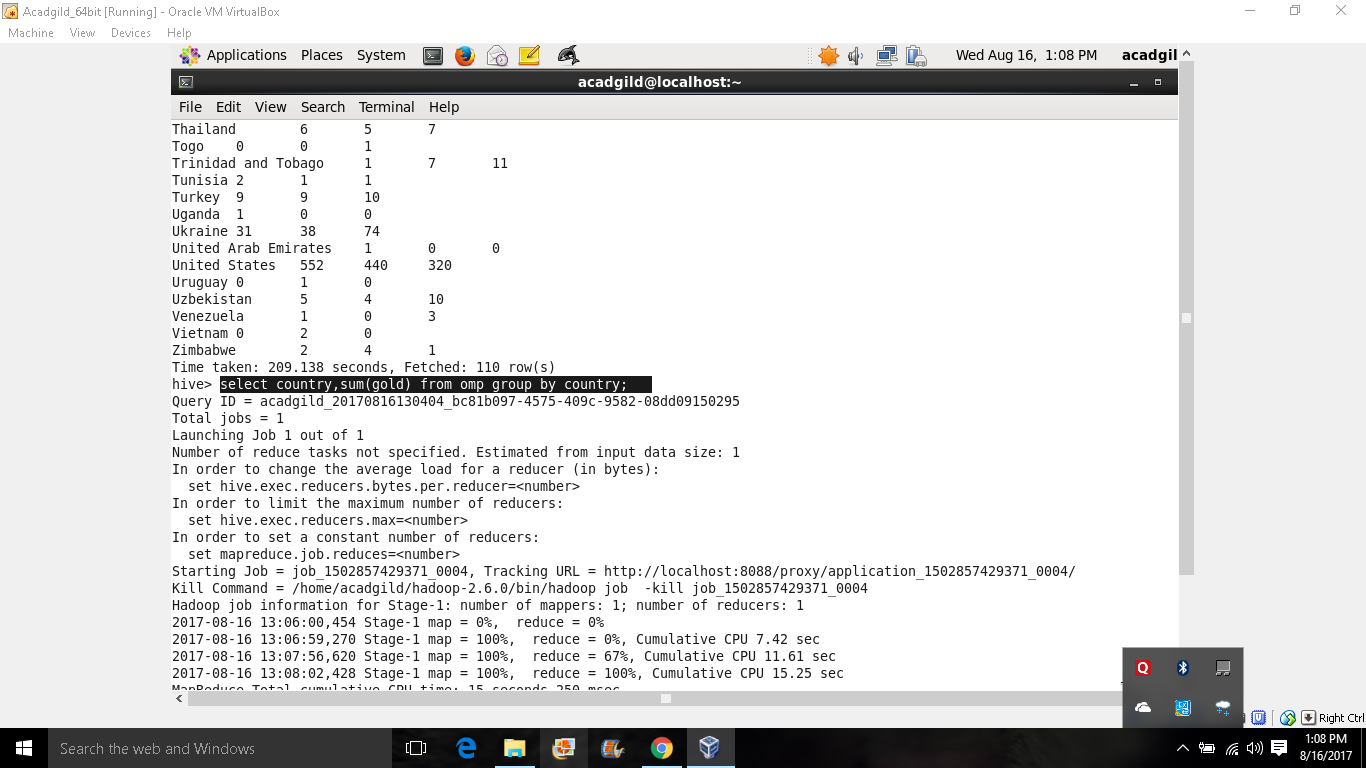 Acadgild_64bit [Running] - Oracle VM VirtualBox
Machine View Devices Help
Applications Places System Wed Aug 16, 1:08 PM acadgil
acadgild@localhost:~
File Edit View Search Terminal Help
Thailand 6 5 7
Togo 0 0 1
Trinidad and Tobago 1 7 11
Tunisia 2 1 1
Turkey 9 9 10
Uganda 1 0 0
Ukraine 31 38 74
United Arab Emirates 1 0 0
United States 552 440 320
Uruguay 0 1 0
Uzbekistan 5 4 10
Venezuela 1 0 3
Vietnam 0 2 0
Zimbabwe 2 4 1
Time taken: 209.138 seconds, Fetched: 110 row(s)
hive> select country,sum(gold) from omp group by country;
Query ID = acadgild_20170816130404_bc81b097-4575-409c-9582-08dd09150295
Total jobs = 1
Launching Job 1 out of 1
Number of reduce tasks not specified. Estimated from input data size: 1
In order to change the average load for a reducer (in bytes):
set hive.exec.reducers.bytes.per.reducer=<number>
In order to limit the maximum number of reducers:
set hive.exec.reducers.max=<number>
In order to set a constant number of reducers:
set mapreduce.job.reduces=<number>
Starting Job = job_1502857429371_0004, Tracking URL = http://localhost:8088/proxy/application_1502857429371_0004/
Kill Command = /home/acadgild/hadoop-2.6.0/bin/hadoop job -kill job_1502857429371_0004
Hadoop job information for Stage-1: number of mappers: 1; number of reducers: 1
2017-08-16 13:06:00,454 Stage-1 map = 0%, reduce = 0%
2017-08-16 13:06:59,270 Stage-1 map = 100%, reduce = 0%, Cumulative CPU 7.42 sec
2017-08-16 13:07:56,620 Stage-1 map = 100%, reduce = 67%, Cumulative CPU 11.61 sec
2017-08-16 13:08:02,428 Stage-1 map = 100%, reduce = 100%, Cumulative CPU 15.25 sec
MapReduce Total cumulative CPU time: 15 seconds 250 msec
Right Ctrl
Search the web and Windows
1:08 PM
8/16/2017